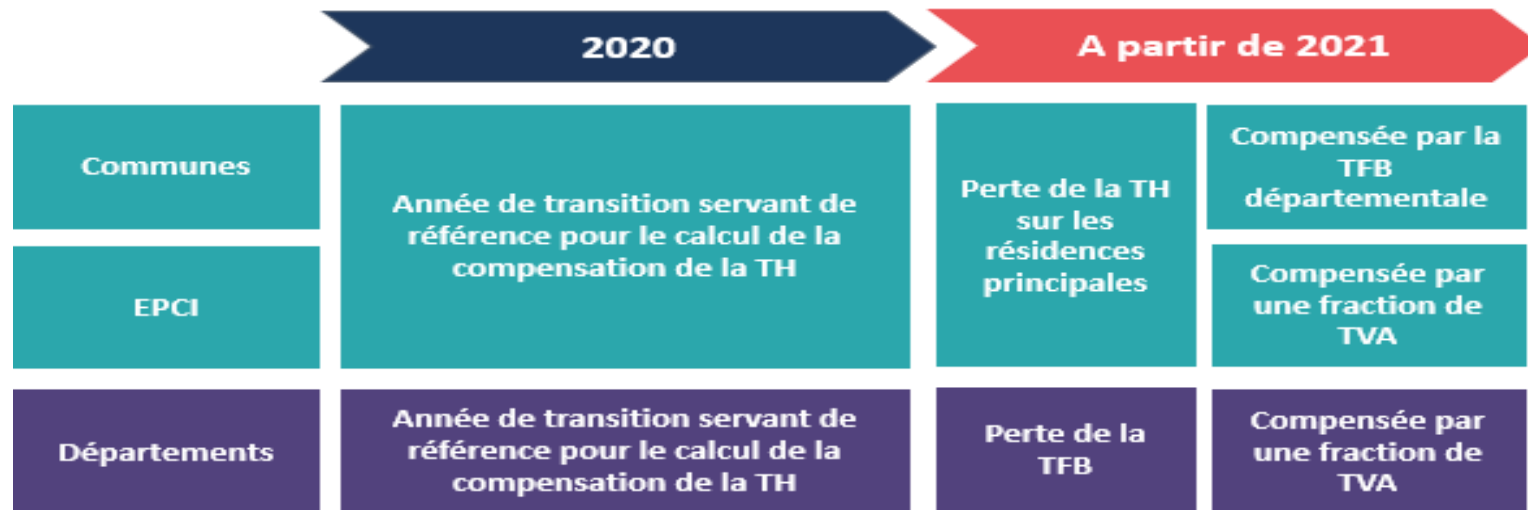 2020
A partir de 2021
Communes
Année de transition servant de
référence pour le calcul de la
compensation de la TH
Perte de la TH
sur les
résidences
principales
Compensée par la
TFB
départementale
EPCI
Compensée par
une fraction de
TVA
Départements
Année de transition servant de
référence pour le calcul de la
compensation de la TH
Perte de la
TFB
Compensée par
une fraction de
TVA